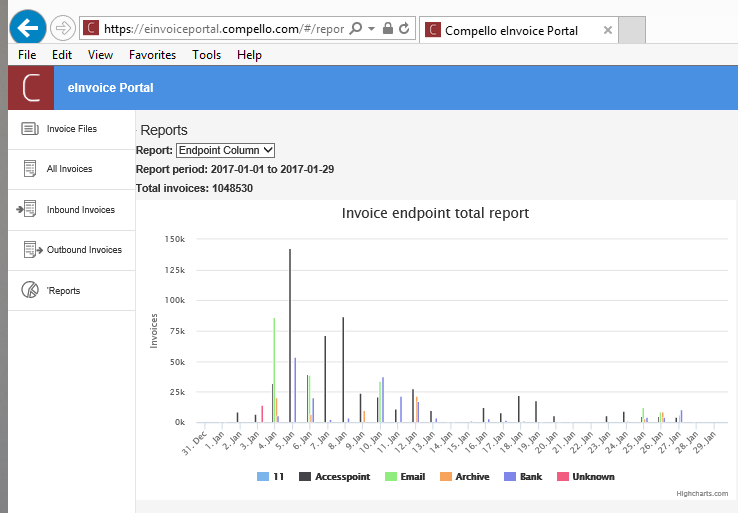 https://einvoiceportal.compello.com/#/repor
Compello eInvoice Portal
File Edit View Favorites Tools Help
C eInvoice Portal
Invoice Files
All Invoices
Inbound Invoices
Outbound Invoices
'Reports
Reports
Report: Endpoint Column
Report period: 2017-01-01 to 2017-01-29
Total invoices: 1048530
Invoice endpoint total report
Invoices
150k
125k
100k
75k
50k
25k
0k
31. Dec 1. Jan 2. Jan 3. Jan 4. Jan 5. Jan 6. Jan 7. Jan 8. Jan 9. Jan 10. Jan 11. Jan 12. Jan 13. Jan 14. Jan 15. Jan 16. Jan 17. Jan 18. Jan 19. Jan 20. Jan 21. Jan 22. Jan 23. Jan 24. Jan 25. Jan 26. Jan 27. Jan 28. Jan 29. Jan
11 Accesspoint Email Archive Bank Unknown
Highcharts.com